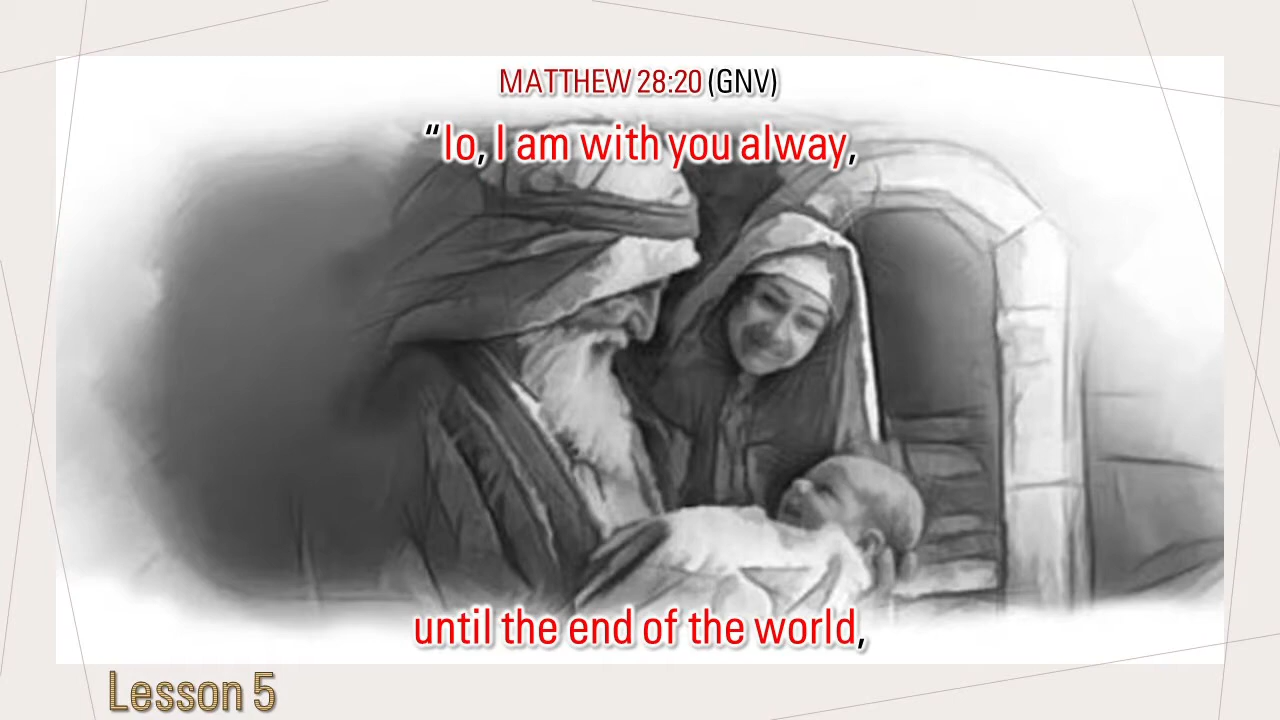 MATTHEW 28:20 (GNV)
“lo, I am with you alway,
until the end of the world,
Lesson 5